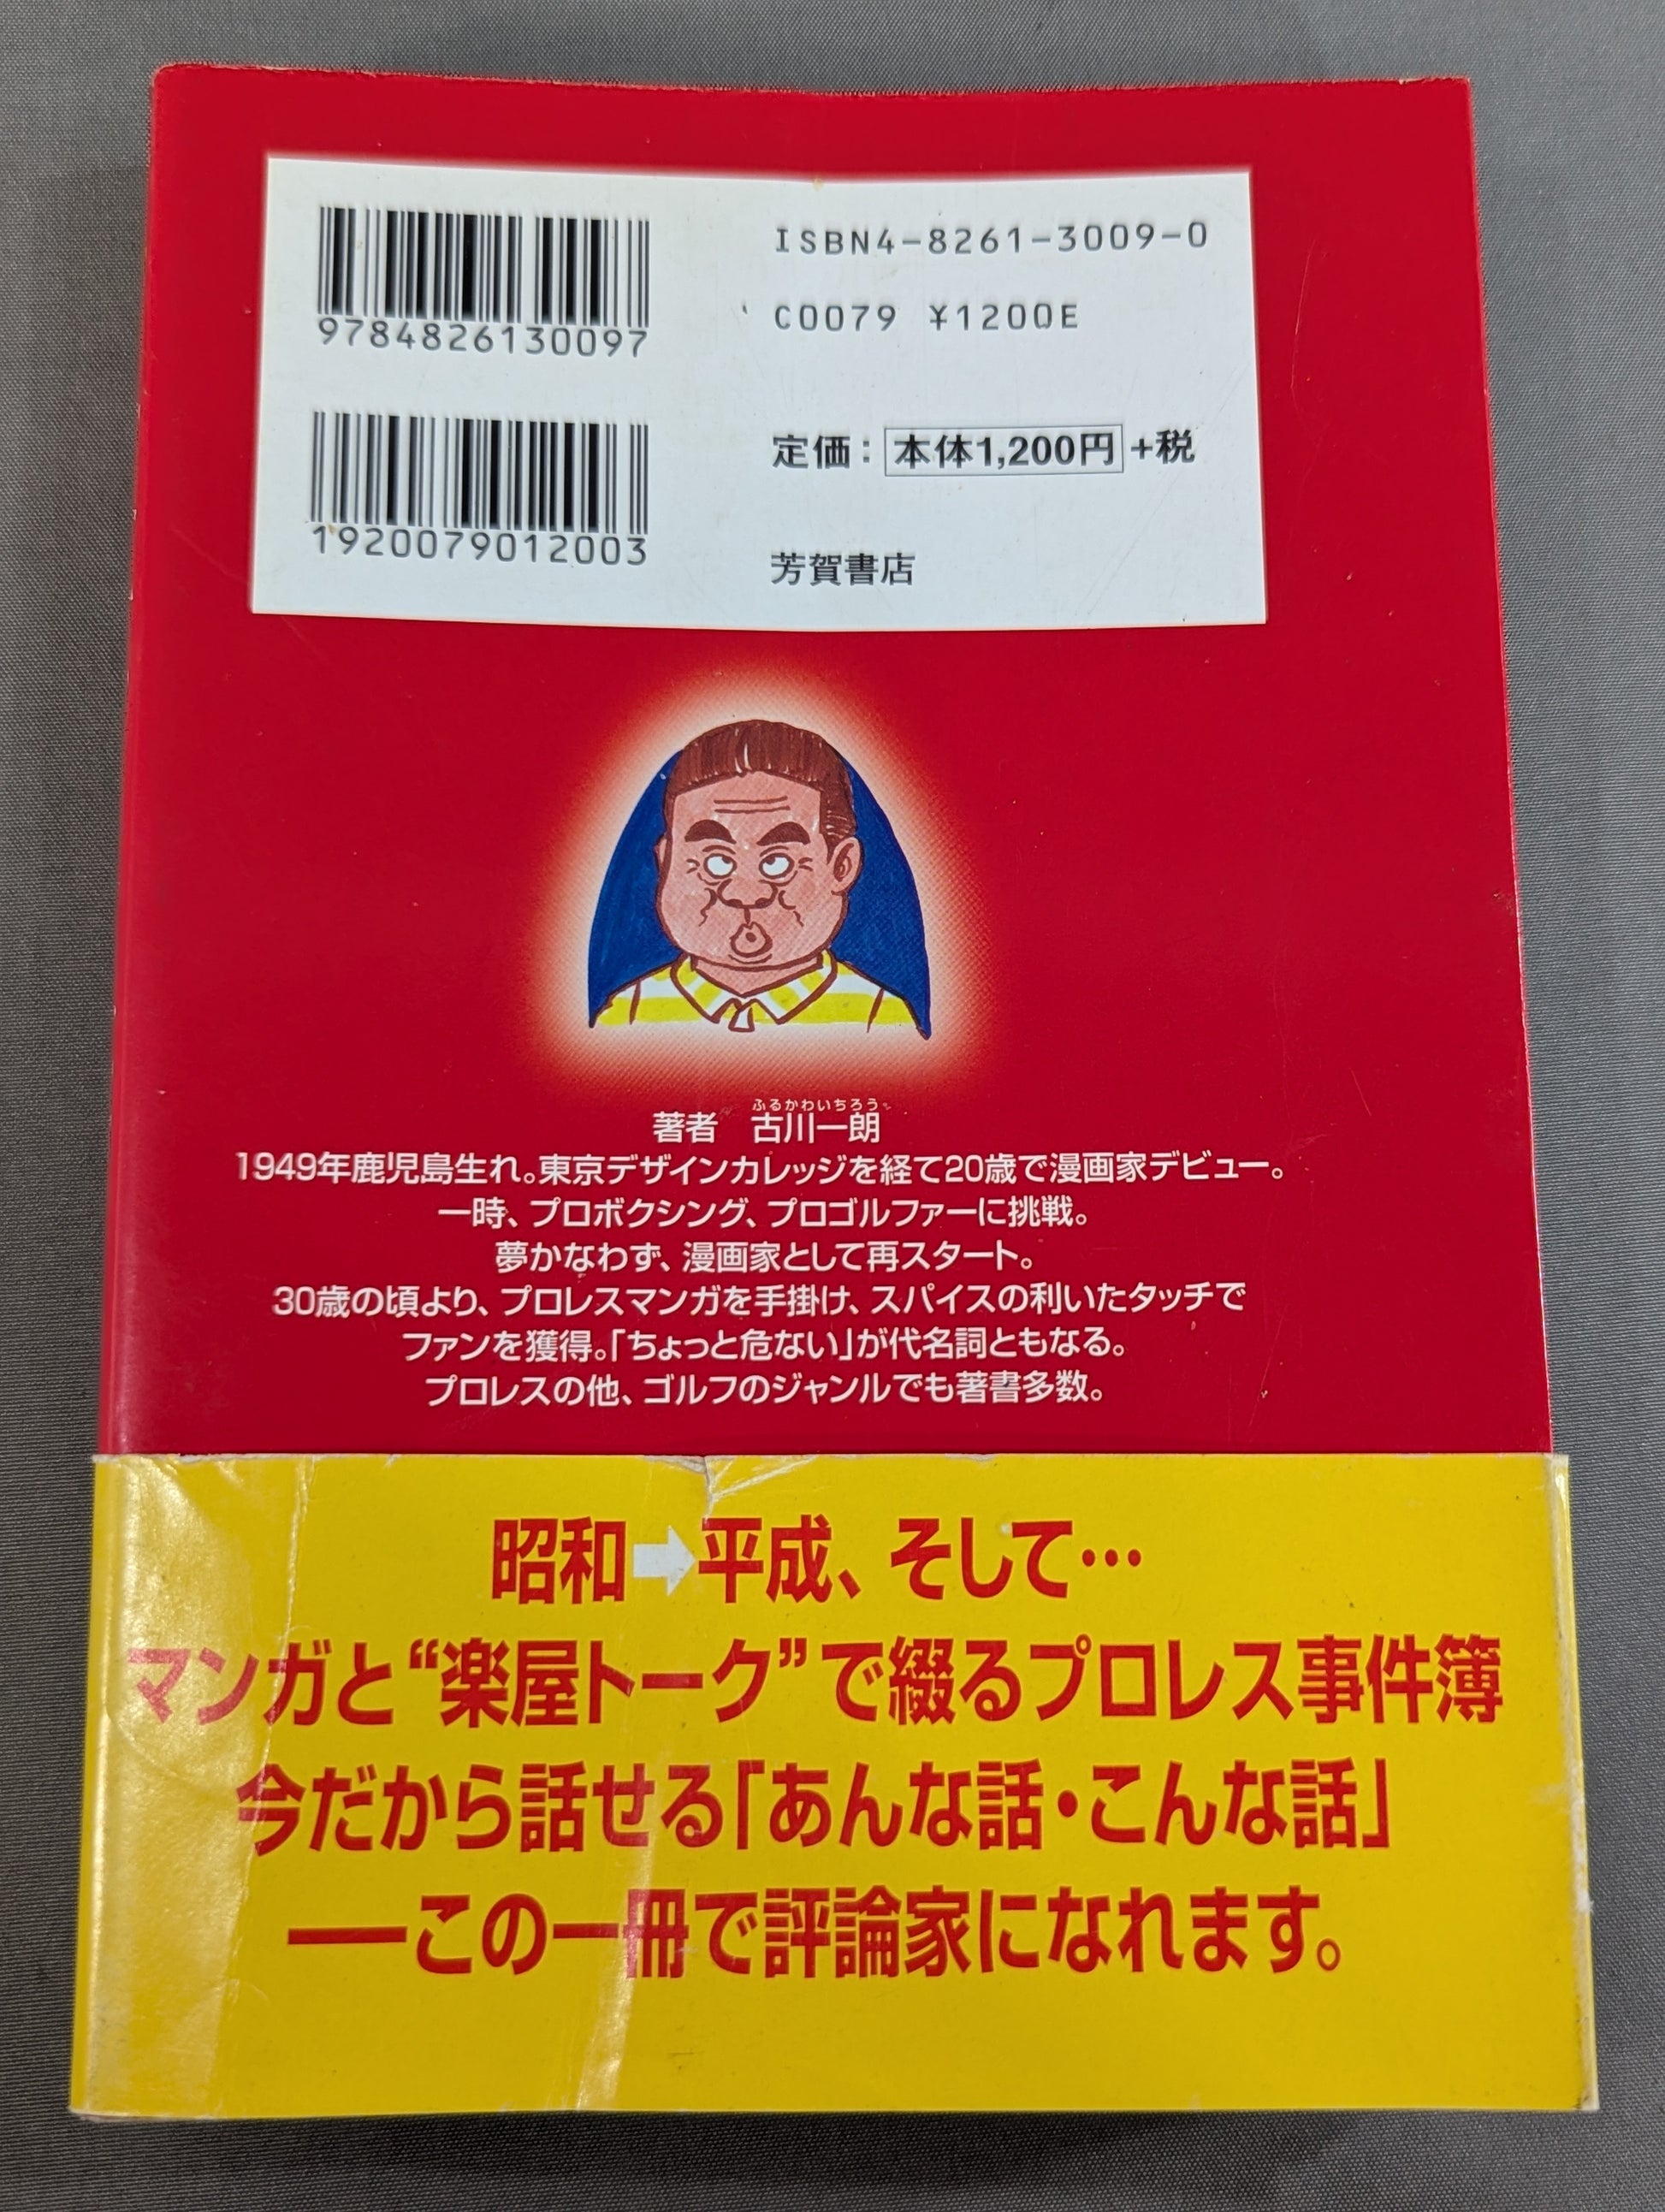 9784826130097
ISBN4-8261-3009-0
C0079 ¥1200E
1920079012003
定価：本体1,200円+税
芳賀書店
ふるかわいちろう
著者　古川一朗
1949年鹿児島生れ。東京デザインカレッジを経て20歳で漫画家デビュー。
一時、プロボクシング、プロゴルファーに挑戦。
夢かなわず、漫画家として再スタート。
30歳の頃より、プロレスマンガを手掛け、スパイスの利いたタッチで
ファンを獲得。「ちょっと危ない」が代名詞ともなる。
プロレスの他、ゴルフのジャンルでも著書多数。
昭和➡平成、そして…
マンガと“楽屋トーク”で綴るプロレス事件簿
今だから話せる「あんな話・こんな話」
――この一冊で評論家になれます。